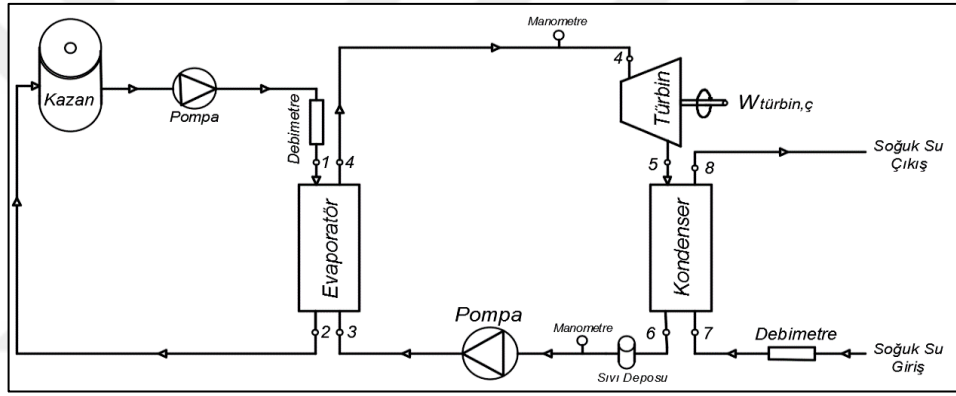 Manometre
4
Kazan
Pompa
Debimetre
1
4
Türbin
Wtürbin,ç
5
8
Soğuk Su
Çıkış
Evaporatör
Kondenser
2
3
Pompa
Manometre
Sıvı Deposu
6
7
Debimetre
Soğuk Su
Giriş